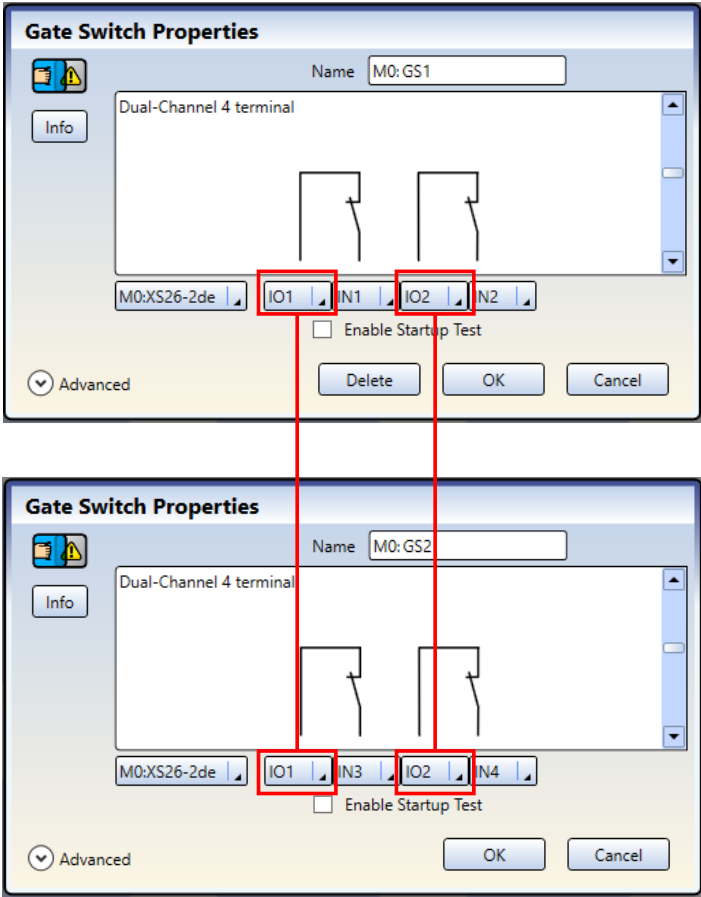 Gate Switch Properties
Name M0:GS1
Info
Dual-Channel 4 terminal
M0:XS26-2de IO1 IN1 IO2 IN2
Enable Startup Test
Advanced Delete OK Cancel
Gate Switch Properties
Name M0:GS2
Info
Dual-Channel 4 terminal
M0:XS26-2de IO1 IN3 IO2 IN4
Enable Startup Test
Advanced OK Cancel